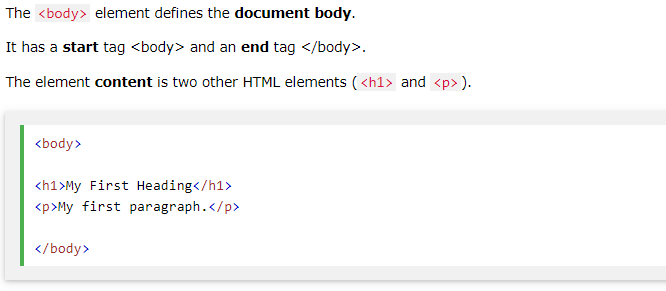 The <body> element defines the document body.
It has a start tag <body> and an end tag </body>.
The element content is two other HTML elements (<h1> and <p>).
<body>
<h1>My First Heading</h1>
<p>My first paragraph.</p>
</body>